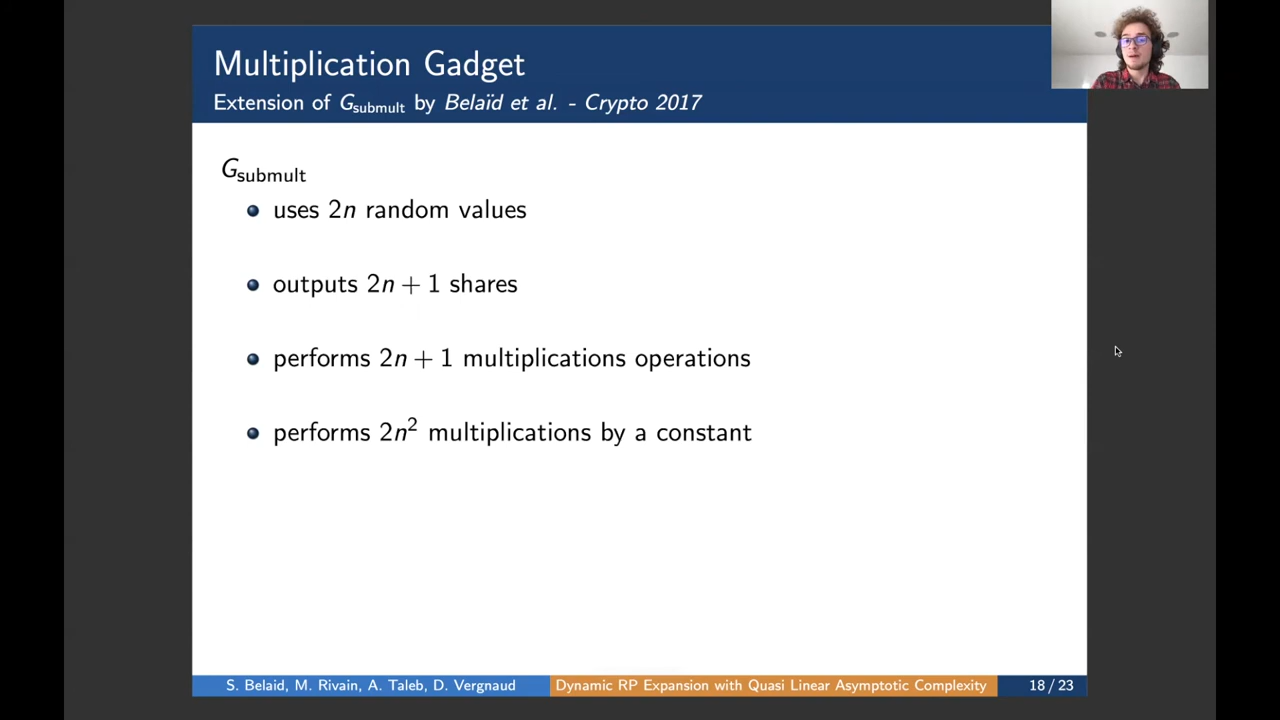 Multiplication Gadget
Extension of Gsubmult by Belaïd et al. - Crypto 2017
Gsubmult
uses 2n random values
outputs 2n + 1 shares
performs 2n + 1 multiplications operations
performs 2n² multiplications by a constant
S. Belaid, M. Rivain, A. Taleb, D. Vergnaud
Dynamic RP Expansion with Quasi Linear Asymptotic Complexity
18 / 23